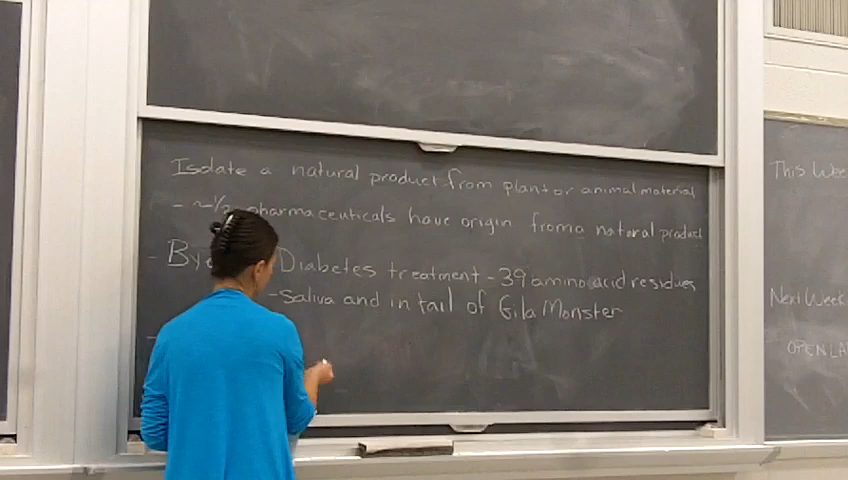 Isolate a natural product from plant or animal material
- ~1/2 pharmaceuticals have origin from a natural product
- Bye Diabetes treatment - 39 amino acid residues
- saliva and in tail of Gila Monster
-
This Wee
Next Week
OPEN LA